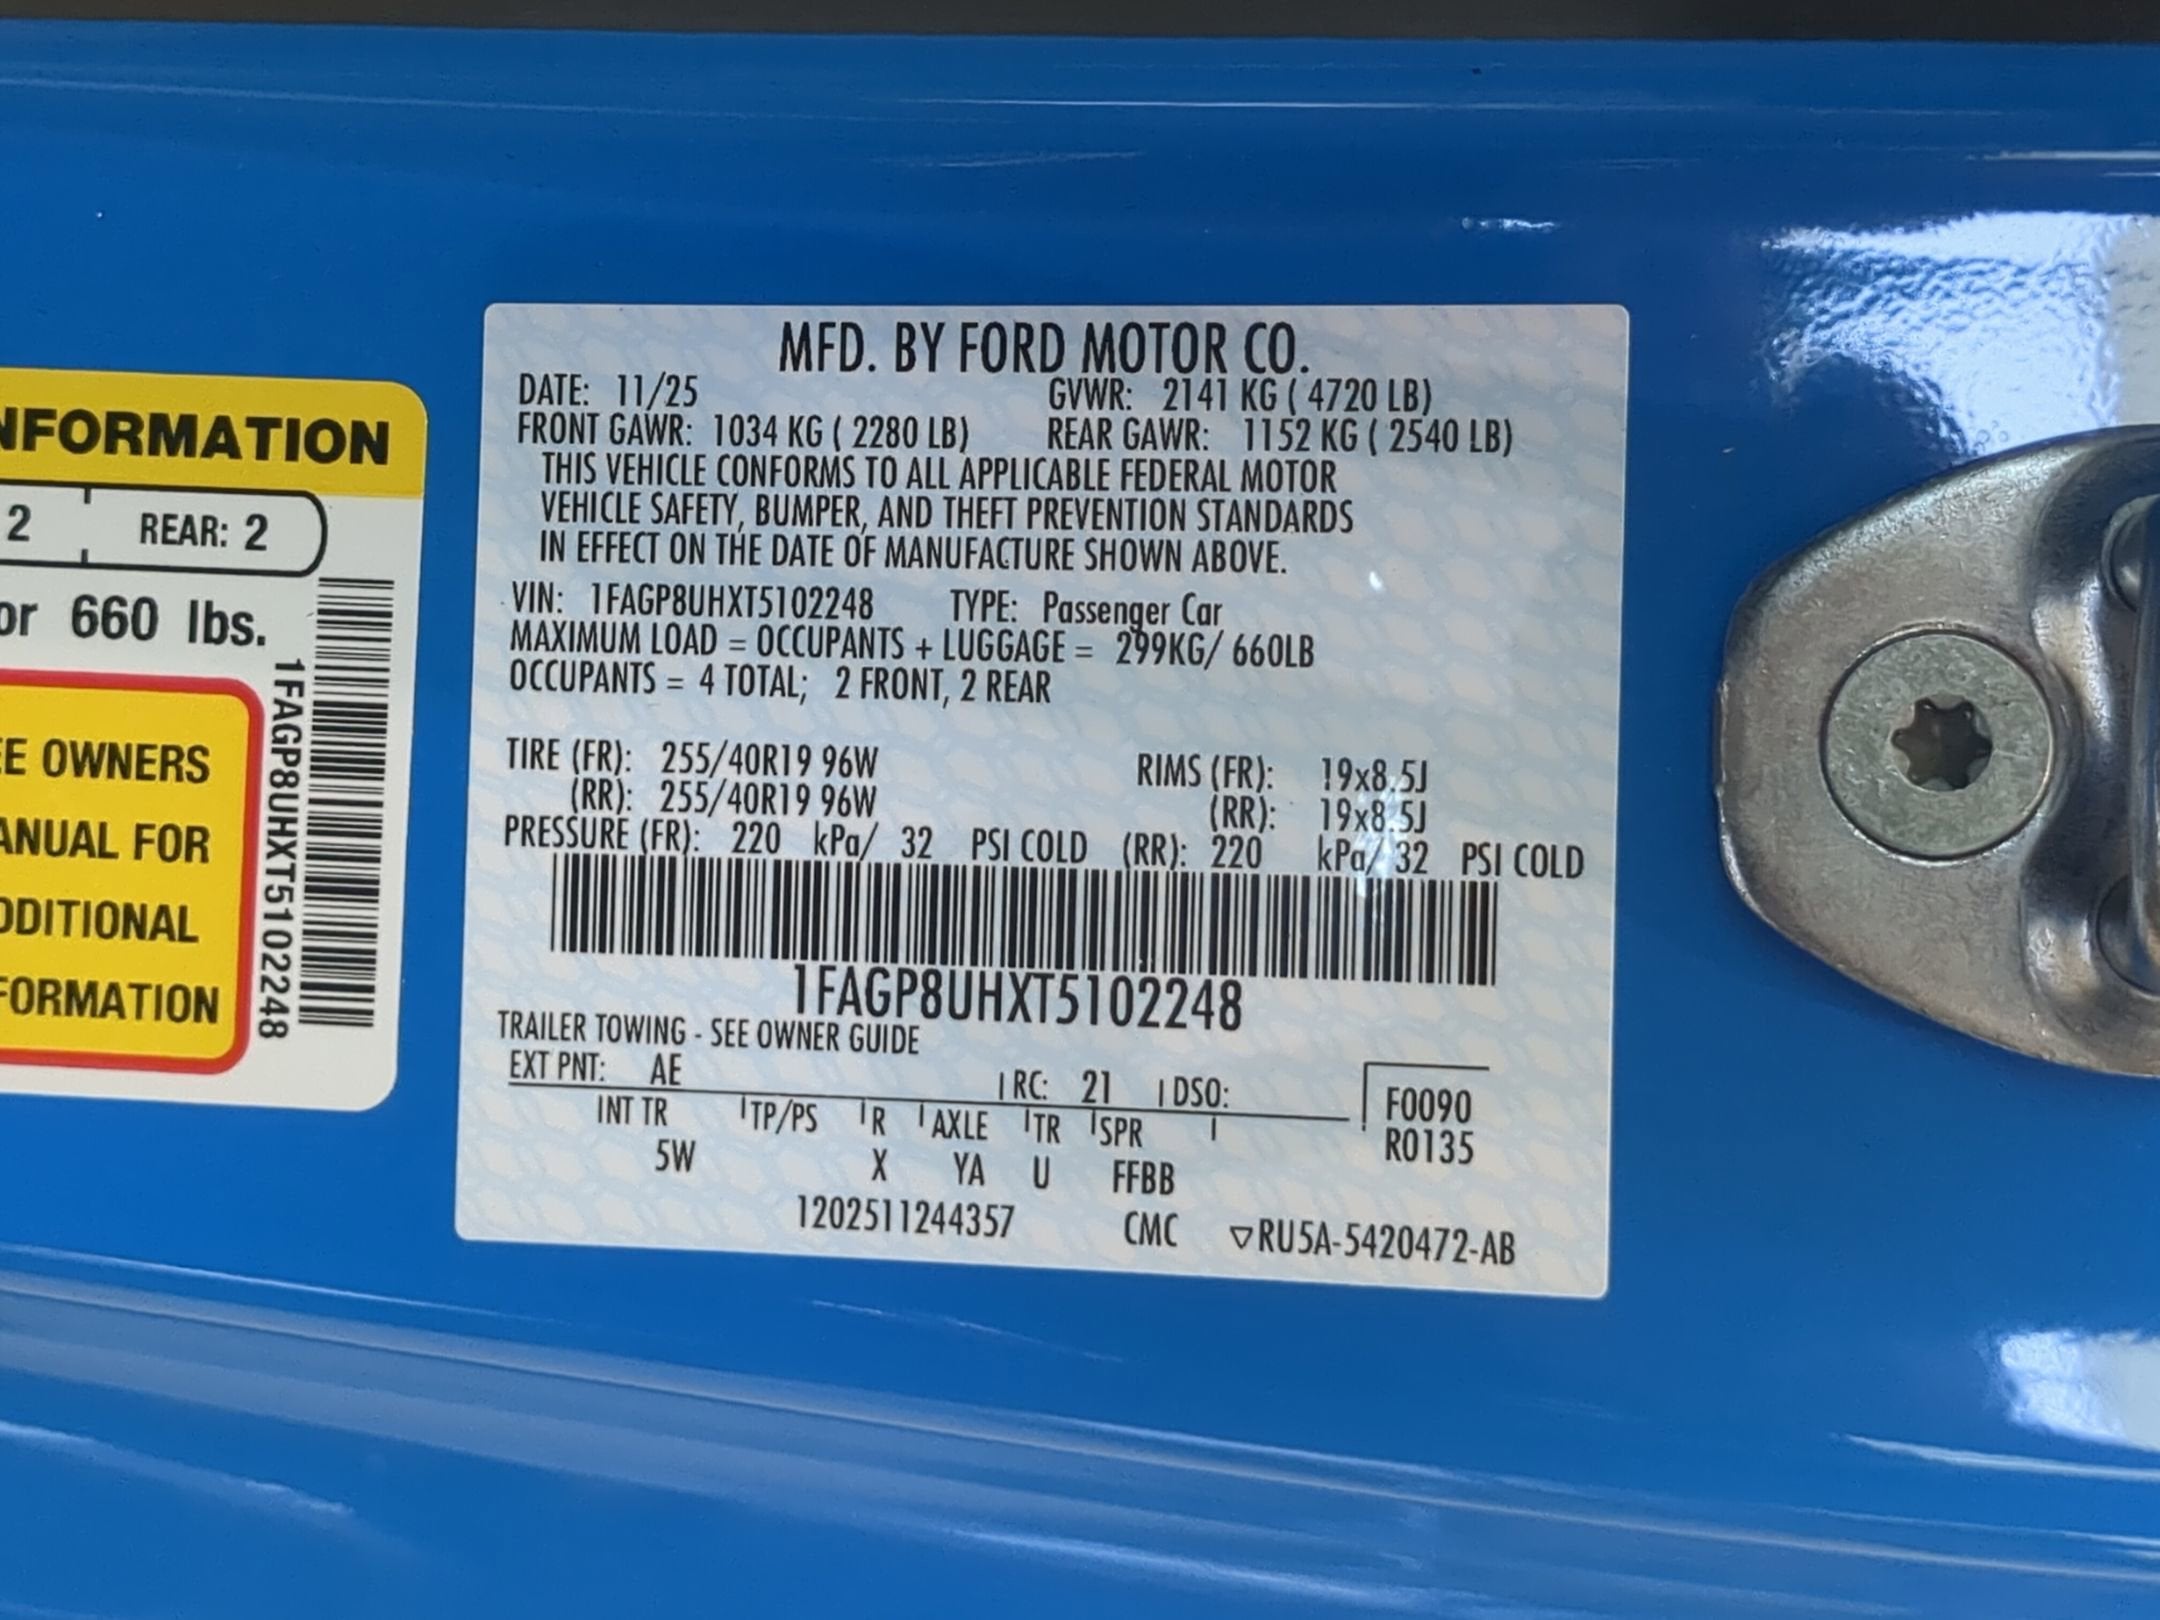 NFORMATION
2 REAR: 2
or 660 lbs.
EE OWNERS
ANUAL FOR
DDITIONAL
FORMATION
1FAGP8UHXT5102248
MFD. BY FORD MOTOR CO.
DATE: 11/25 GVWR: 2141 KG ( 4720 LB)
FRONT GAWR: 1034 KG ( 2280 LB) REAR GAWR: 1152 KG ( 2540 LB)
THIS VEHICLE CONFORMS TO ALL APPLICABLE FEDERAL MOTOR
VEHICLE SAFETY, BUMPER, AND THEFT PREVENTION STANDARDS
IN EFFECT ON THE DATE OF MANUFACTURE SHOWN ABOVE.
VIN: 1FAGP8UHXT5102248 TYPE: Passenger Car
MAXIMUM LOAD = OCCUPANTS + LUGGAGE = 299KG/ 660LB
OCCUPANTS = 4 TOTAL; 2 FRONT, 2 REAR
TIRE (FR): 255/40R19 96W RIMS (FR): 19x8.5J
(RR): 255/40R19 96W (RR): 19x8.5J
PRESSURE (FR): 220 kPa/ 32 PSI COLD (RR): 220 kPa/ 32 PSI COLD
1FAGP8UHXT5102248
TRAILER TOWING - SEE OWNER GUIDE
EXT PNT: AE RC: 21 DSO: F0090
INT TR TP/PS R AXLE TR SPR R0135
5W X YA U FFBB
1202511244357 CMC ▽RU5A-5420472-AB